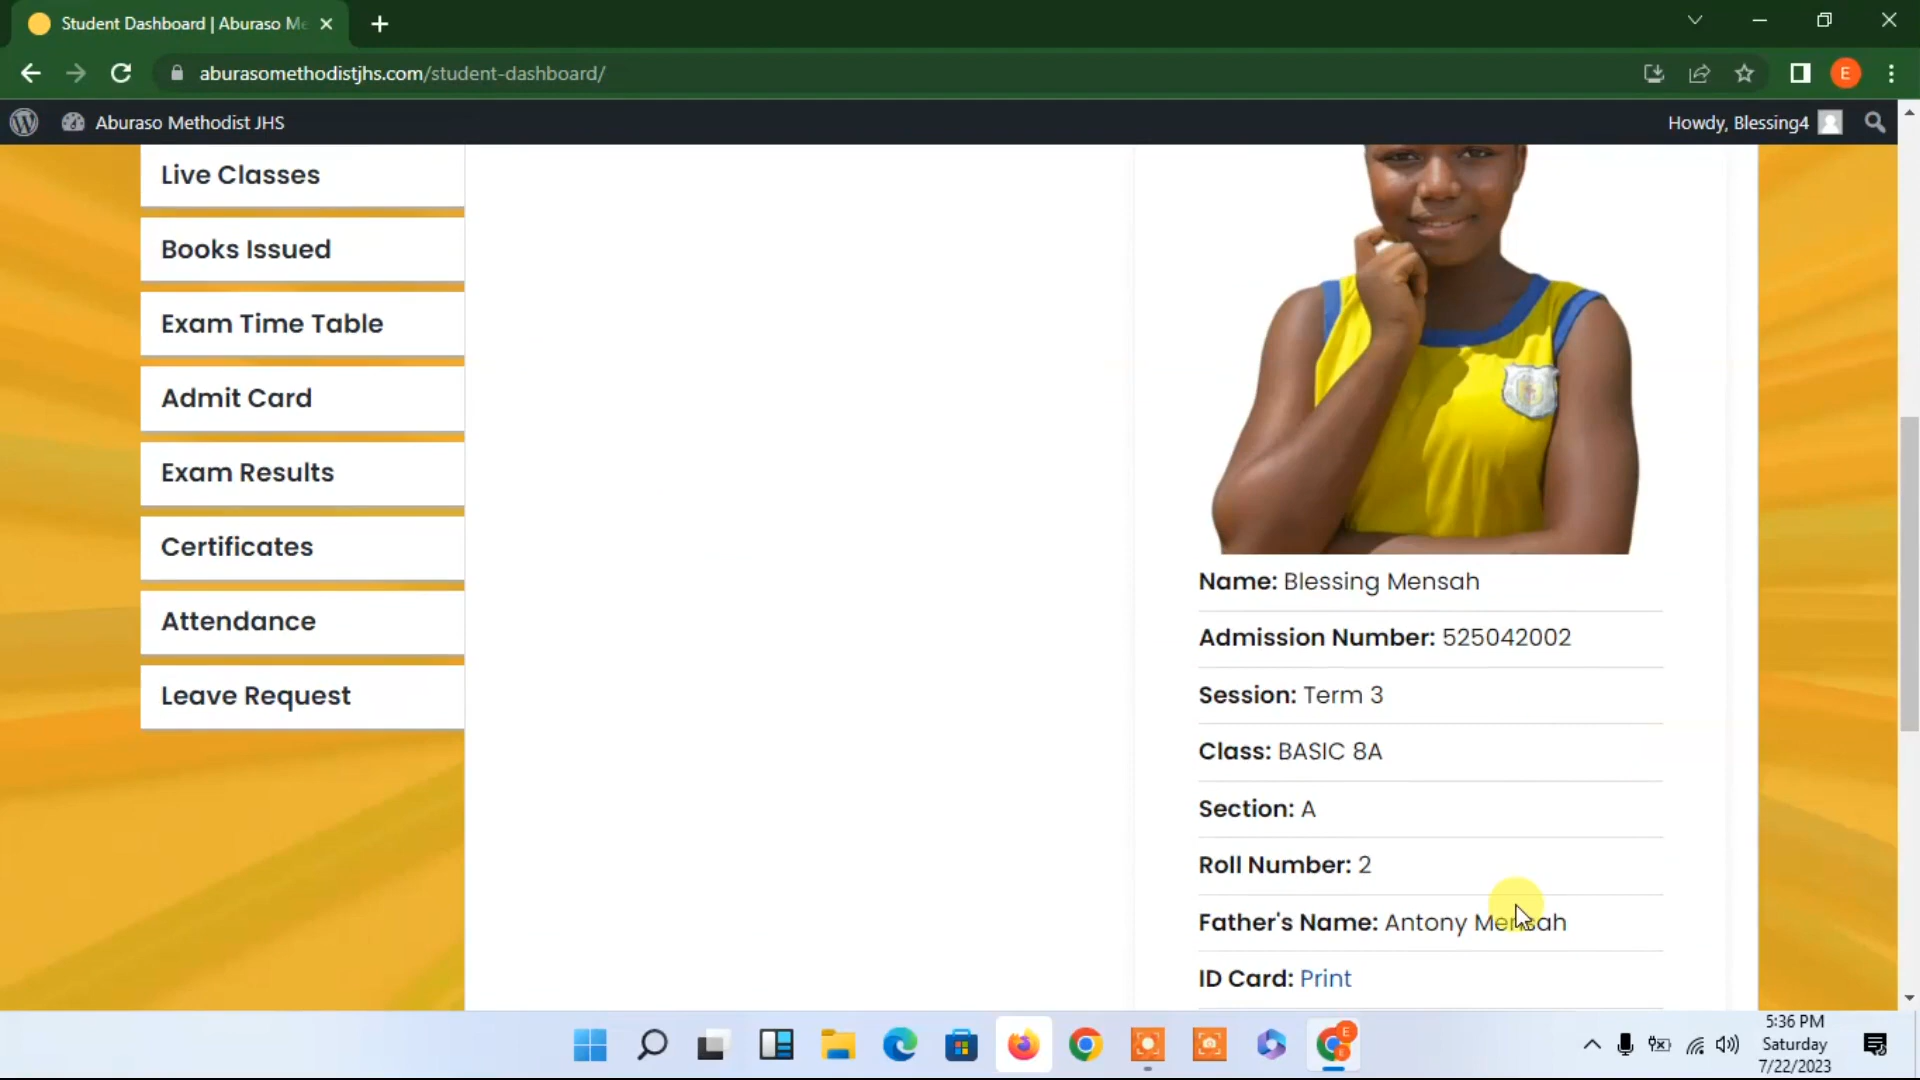 Student Dashboard | Aburaso Me
aburasomethodistjhs.com/student-dashboard/
E
Aburaso Methodist JHS
Howdy, Blessing4
Live Classes
Books Issued
Exam Time Table
Admit Card
Exam Results
Certificates
Attendance
Leave Request
Name: Blessing Mensah
Admission Number: 525042002
Session: Term 3
Class: BASIC 8A
Section: A
Roll Number: 2
Father's Name: Antony Mensah
ID Card: Print
5:36 PM
Saturday
7/22/2023